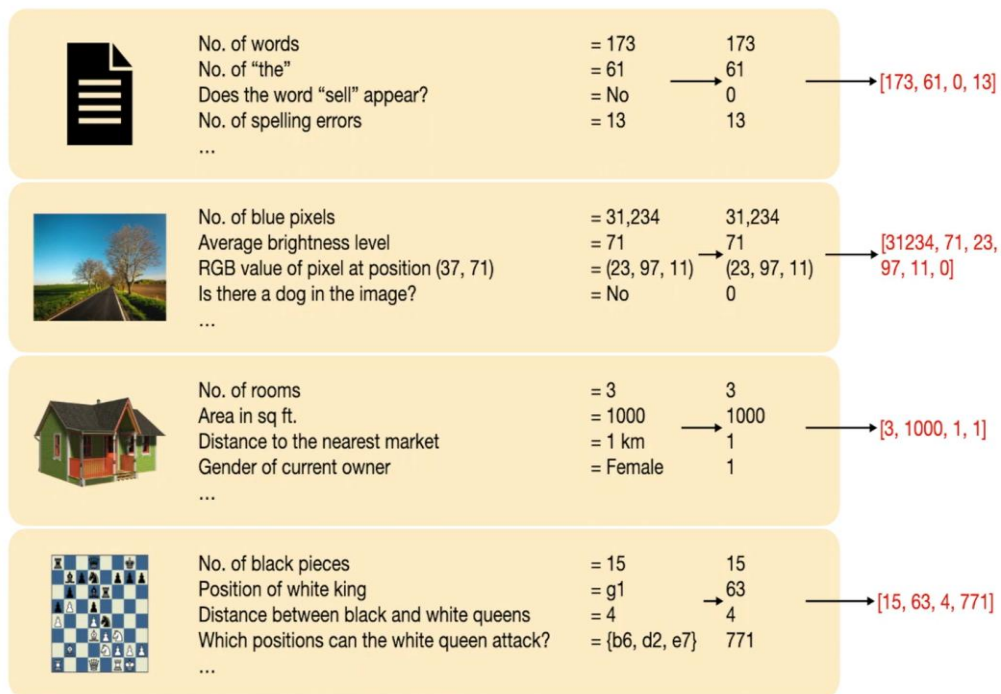 No. of words = 173 173
No. of “the” = 61 61
Does the word “sell” appear? = No 0
No. of spelling errors = 13 13
...
[173, 61, 0, 13]
No. of blue pixels = 31,234 31,234
Average brightness level = 71 71
RGB value of pixel at position (37, 71) = (23, 97, 11) (23, 97, 11)
Is there a dog in the image? = No 0
...
[31234, 71, 23,
97, 11, 0]
No. of rooms = 3 3
Area in sq ft. = 1000 1000
Distance to the nearest market = 1 km 1
Gender of current owner = Female 1
...
[3, 1000, 1, 1]
No. of black pieces = 15 15
Position of white king = g1 63
Distance between black and white queens = 4 4
Which positions can the white queen attack? = {b6, d2, e7} 771
...
[15, 63, 4, 771]